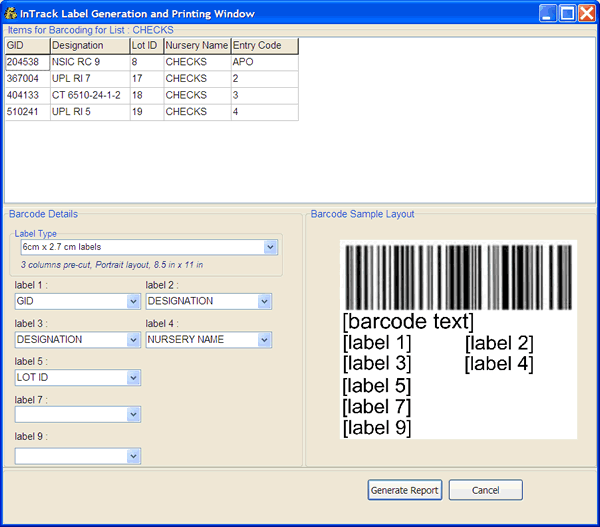 InTrack Label Generation and Printing Window
Items for Barcoding for List : CHECKS
GID Designation Lot ID Nursery Name Entry Code
204538 NSIC RC 9 8 CHECKS APO
367004 UPL RI 7 17 CHECKS 2
404133 CT 6510-24-1-2 18 CHECKS 3
510241 UPL RI 5 19 CHECKS 4
Barcode Details
Label Type
6cm x 2.7 cm labels
3 columns pre-cut, Portrait layout, 8.5 in x 11 in
label 1 : label 2 :
GID DESIGNATION
label 3 : label 4 :
DESIGNATION NURSERY NAME
label 5 :
LOT ID
label 7 :
label 9 :
Barcode Sample Layout
[barcode text]
[label 1] [label 2]
[label 3] [label 4]
[label 5]
[label 7]
[label 9]
Generate Report Cancel